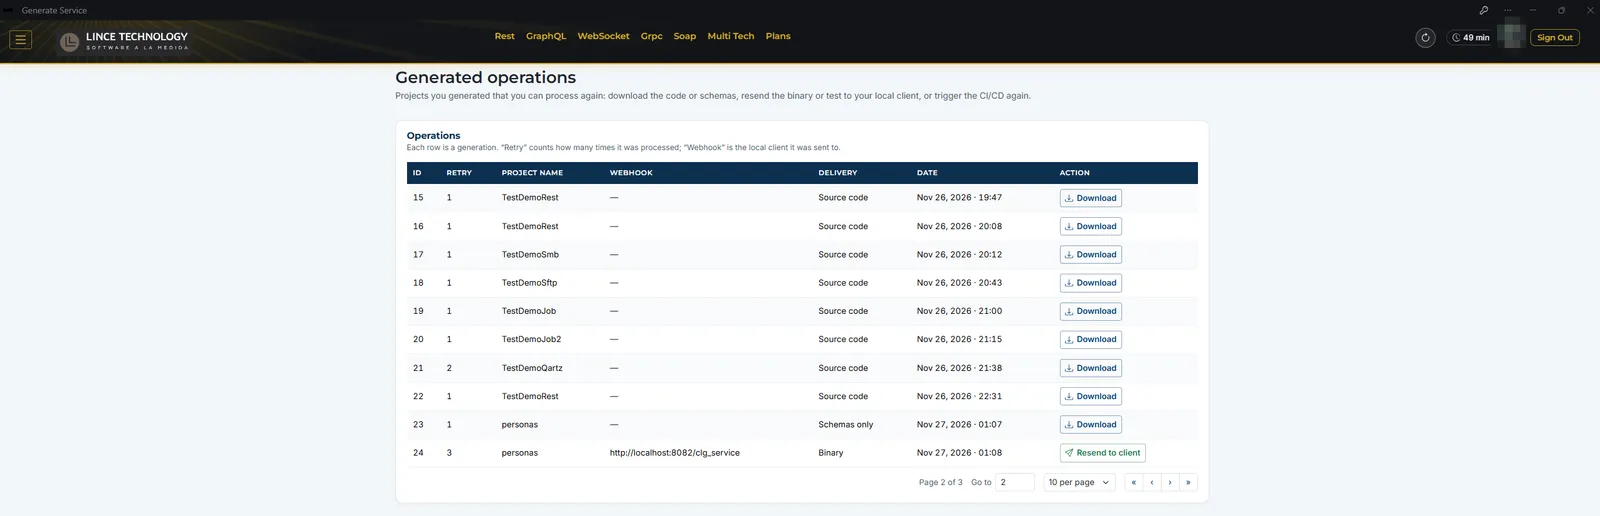 Generate Service
LINCE TECHNOLOGY
SOFTWARE A LA MEDIDA
Rest GraphQL WebSocket Grpc Soap Multi Tech Plans
49 min
Sign Out
Generated operations
Projects you generated that you can process again: download the code or schemas, resend the binary or test to your local client, or trigger the CI/CD again.
Operations
Each row is a generation. “Retry” counts how many times it was processed; “Webhook” is the local client it was sent to.
ID RETRY PROJECT NAME WEBHOOK DELIVERY DATE ACTION
15 1 TestDemoRest — Source code Nov 26, 2026 · 19:47 Download
16 1 TestDemoRest — Source code Nov 26, 2026 · 20:08 Download
17 1 TestDemoSmb — Source code Nov 26, 2026 · 20:12 Download
18 1 TestDemoSftp — Source code Nov 26, 2026 · 20:43 Download
19 1 TestDemoJob — Source code Nov 26, 2026 · 21:00 Download
20 1 TestDemoJob2 — Source code Nov 26, 2026 · 21:15 Download
21 2 TestDemoQartz — Source code Nov 26, 2026 · 21:38 Download
22 1 TestDemoRest — Source code Nov 26, 2026 · 22:31 Download
23 1 personas — Schemas only Nov 27, 2026 · 01:07 Download
24 3 personas http://localhost:8082/clg_service Binary Nov 27, 2026 · 01:08 Resend to client
Page 2 of 3 Go to 2 10 per page « ‹ › »